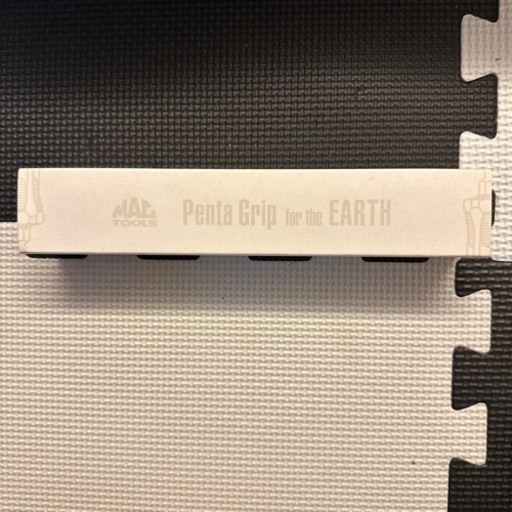 MAC TOOLS
Penta Grip for the EARTH